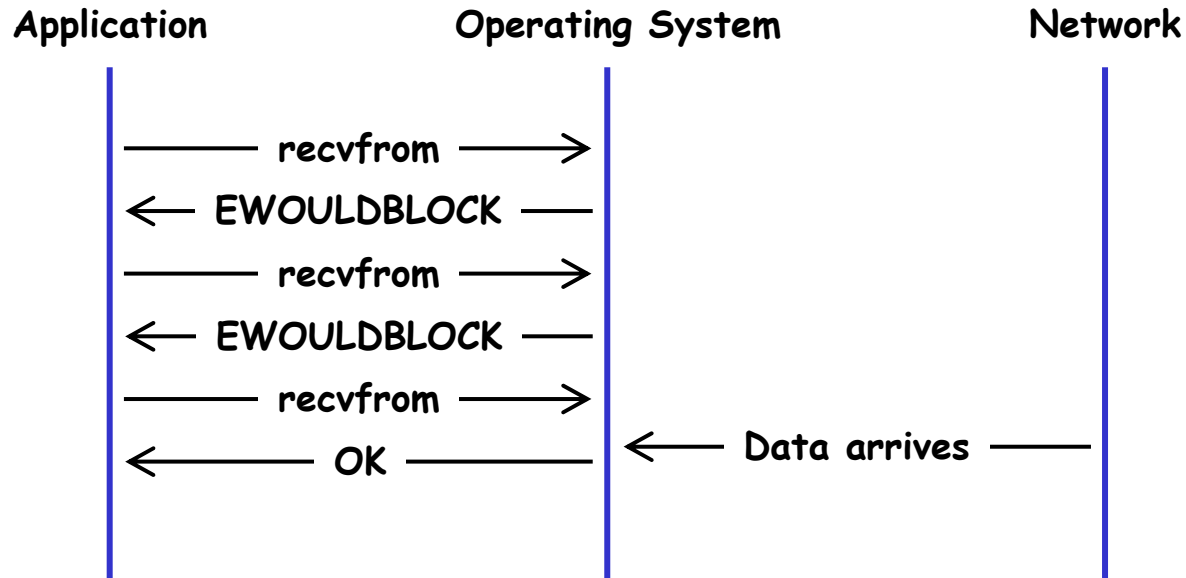 Application Operating System Network
recvfrom
EWOULDBLOCK
recvfrom
EWOULDBLOCK
recvfrom
Data arrives
OK